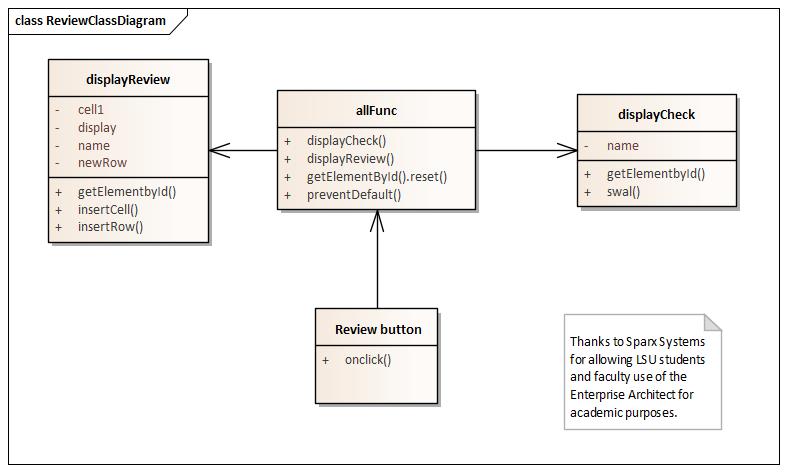 class ReviewClassDiagram
displayReview
- cell1
- display
- name
- newRow
+ getElementbyId()
+ insertCell()
+ insertRow()
allFunc
+ displayCheck()
+ displayReview()
+ getElementById().reset()
+ preventDefault()
displayCheck
- name
+ getElementbyId()
+ swal()
Review button
+ onclick()
Thanks to Sparx Systems
for allowing LSU students
and faculty use of the
Enterprise Architect for
academic purposes.